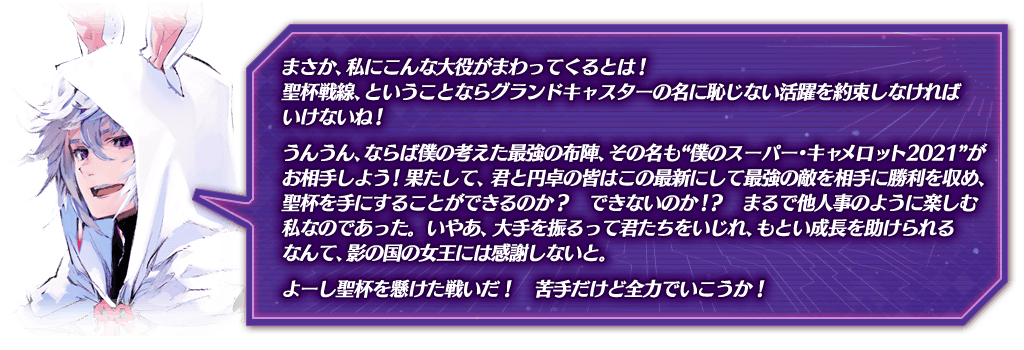 まさか、私にこんな大役がまわってくるとは！
聖杯戦線、ということならグランドキャスターの名に恥じない活躍を約束しなければ
いけないね！
うんうん、ならば僕の考えた最強の布陣、その名も“僕のスーパー・キャメロット2021”が
お相手しよう！果たして、君と円卓の皆はこの最新にして最強の敵を相手に勝利を収め、
聖杯を手にすることができるのか？　できないのか！？　まるで他人事のように楽しむ
私なのであった。いやあ、大手を振るって君たちをいじれ、もとい成長を助けられる
なんて、影の国の女王には感謝しないと。
よーし聖杯を懸けた戦いだ！　苦手だけど全力でいこうか！